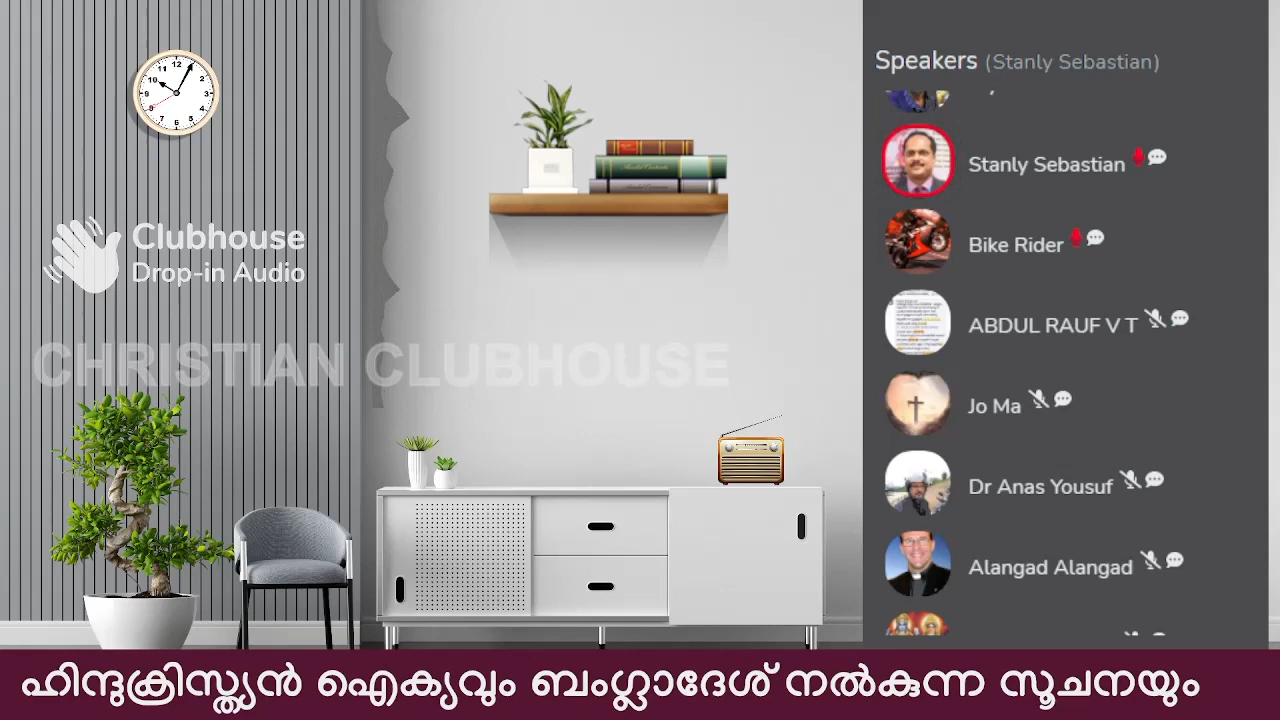 Clubhouse
Drop-in Audio
CHRISTIAN CLUBHOUSE
Speakers (Stanly Sebastian)
Stanly Sebastian
Bike Rider
ABDUL RAUF V T
Jo Ma
Dr Anas Yousuf
Alangad Alangad
ഹിന്ദുക്രിസ്ത്യൻ ഐക്യവും ബംഗ്ലാദേശ് നൽകുന്ന സൂചനയും